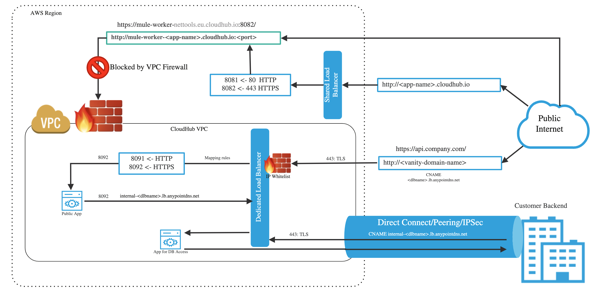 AWS Region
https://mule-worker-nettools.eu.cloudhub.io:8082/
http://mule-worker-<app-name>.cloudhub.io:<port>
Blocked by VPC Firewall
8081 <- 80 HTTP
8082 <- 443 HTTPS
Shared Load
Balancer
http://<app-name>.cloudhub.io
Public
Internet
VPC
CloudHub VPC
https://api.company.com/
http://<vanity-domain-name>
CNAME
<dlbname>.lb.anypointdns.net
8092
8091 <- HTTP
8092 <- HTTPS
Mapping rules
Dedicated Load Balancer
IP Whitelist
443: TLS
Public App
8092
internal-<dlbname>.lb.anypointdns.net
App for DB Access
443: TLS
Direct Connect/Peering/IPSec
CNAME internal-<dlbname>.lb.anypointdns.net
Customer Backend